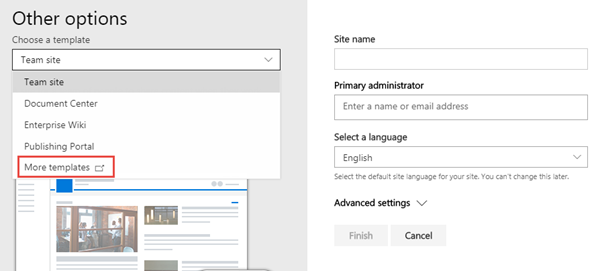 Other options
Choose a template
Team site
Team site
Document Center
Enterprise Wiki
Publishing Portal
More templates
Site name
Primary administrator
Enter a name or email address
Select a language
English
Select the default site language for your site. You can't change this later.
Advanced settings
Finish
Cancel